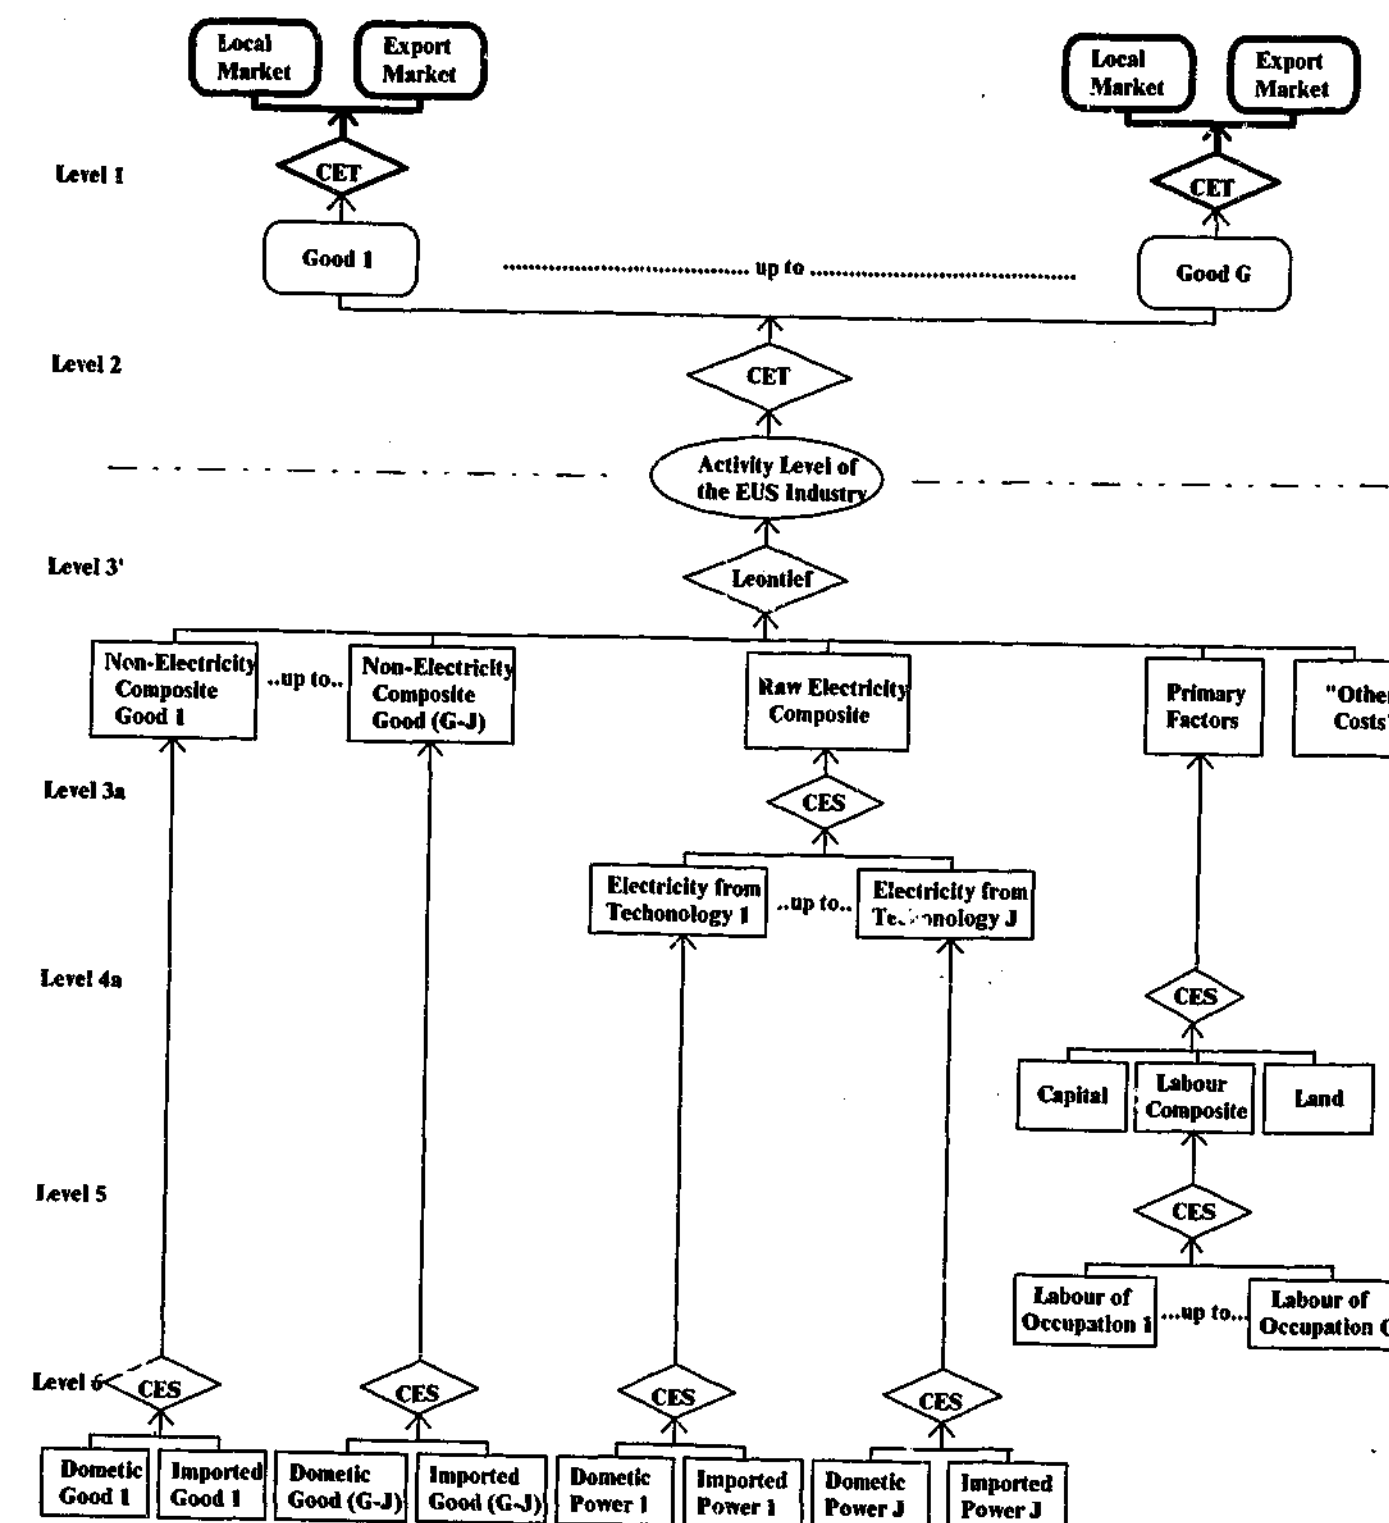 Local
Market
Export
Market
Local
Market
Export
Market
Level 1
CET
CET
Good 1
up to
Good G
Level 2
CET
Activity Level of
the EUS Industry
Level 3'
Leontief
Non-Electricity
Composite
Good 1
..up to..
Non-Electricity
Composite
Good (G-J)
Raw Electricity
Composite
Primary
Factors
"Other
Costs"
Level 3a
CES
Electricity from
Techonology 1
..up to..
Electricity from
Technology J
Level 4a
CES
Capital
Labour
Composite
Land
Level 5
CES
Labour of
Occupation 1
...up to...
Labour of
Occupation
Level 6
CES
CES
CES
CES
Dometic
Good 1
Imported
Good 1
Dometic
Good (G-J)
Imported
Good (G-J)
Dometic
Power 1
Imported
Power 1
Dometic
Power J
Imported
Power J